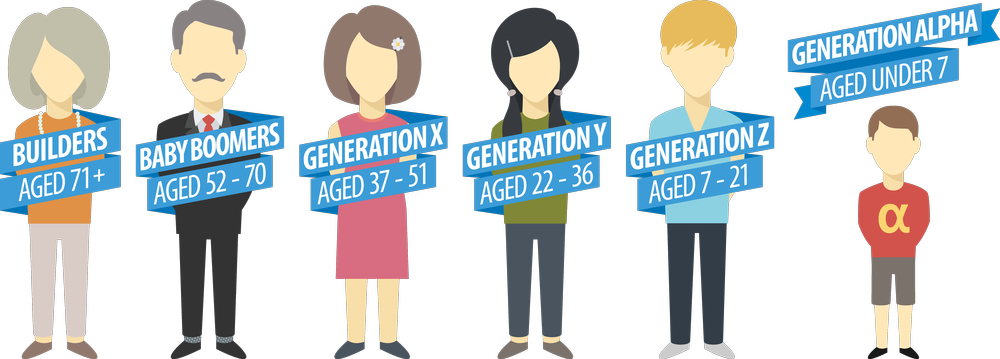 BUILDERS
AGED 71+
BABY BOOMERS
AGED 52 - 70
GENERATION X
AGED 37 - 51
GENERATION Y
AGED 22 - 36
GENERATION Z
AGED 7 - 21
GENERATION ALPHA
AGED UNDER 7
α